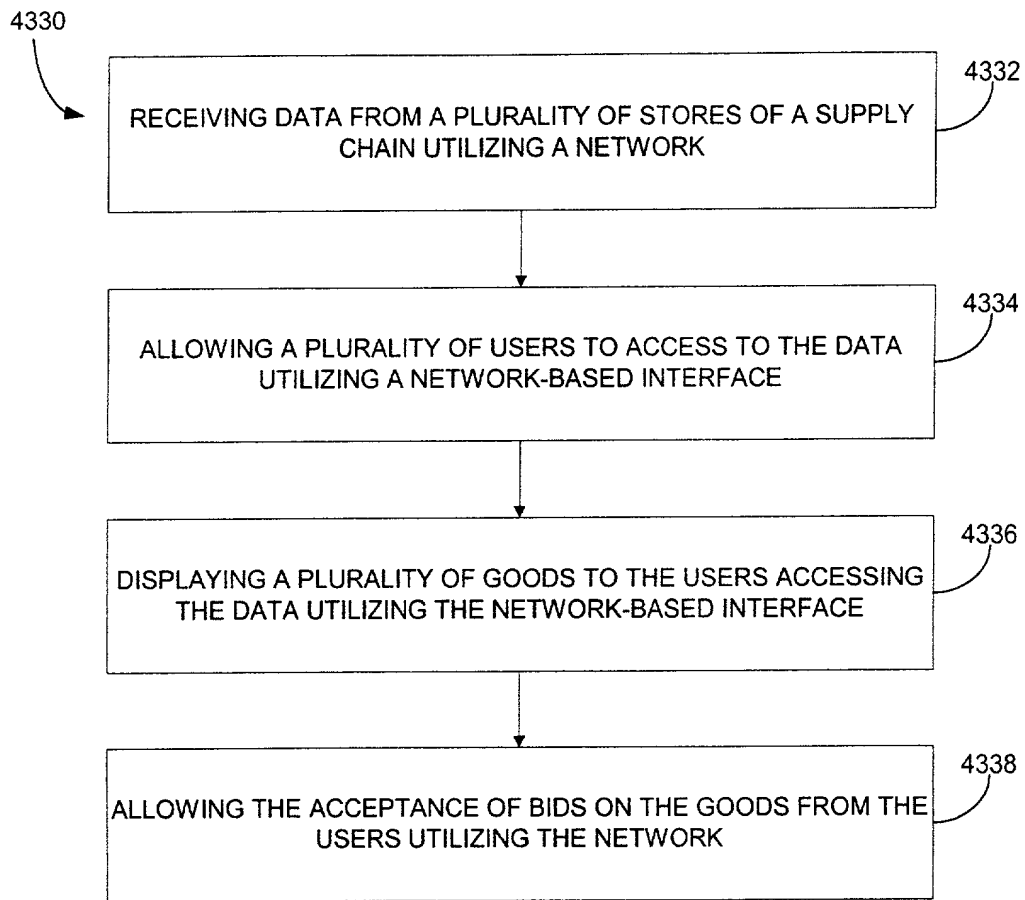 4330
4332
RECEIVING DATA FROM A PLURALITY OF STORES OF A SUPPLY
CHAIN UTILIZING A NETWORK
4334
ALLOWING A PLURALITY OF USERS TO ACCESS TO THE DATA
UTILIZING A NETWORK-BASED INTERFACE
4336
DISPLAYING A PLURALITY OF GOODS TO THE USERS ACCESSING
THE DATA UTILIZING THE NETWORK-BASED INTERFACE
4338
ALLOWING THE ACCEPTANCE OF BIDS ON THE GOODS FROM THE
USERS UTILIZING THE NETWORK